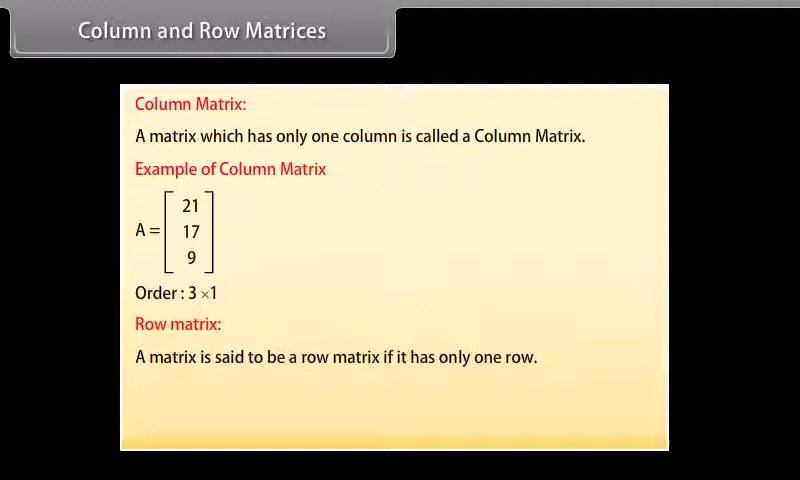 Column and Row Matrices
Column Matrix:
A matrix which has only one column is called a Column Matrix.
Example of Column Matrix
21
A = 17
9
Order : 3 ×1
Row matrix:
A matrix is said to be a row matrix if it has only one row.